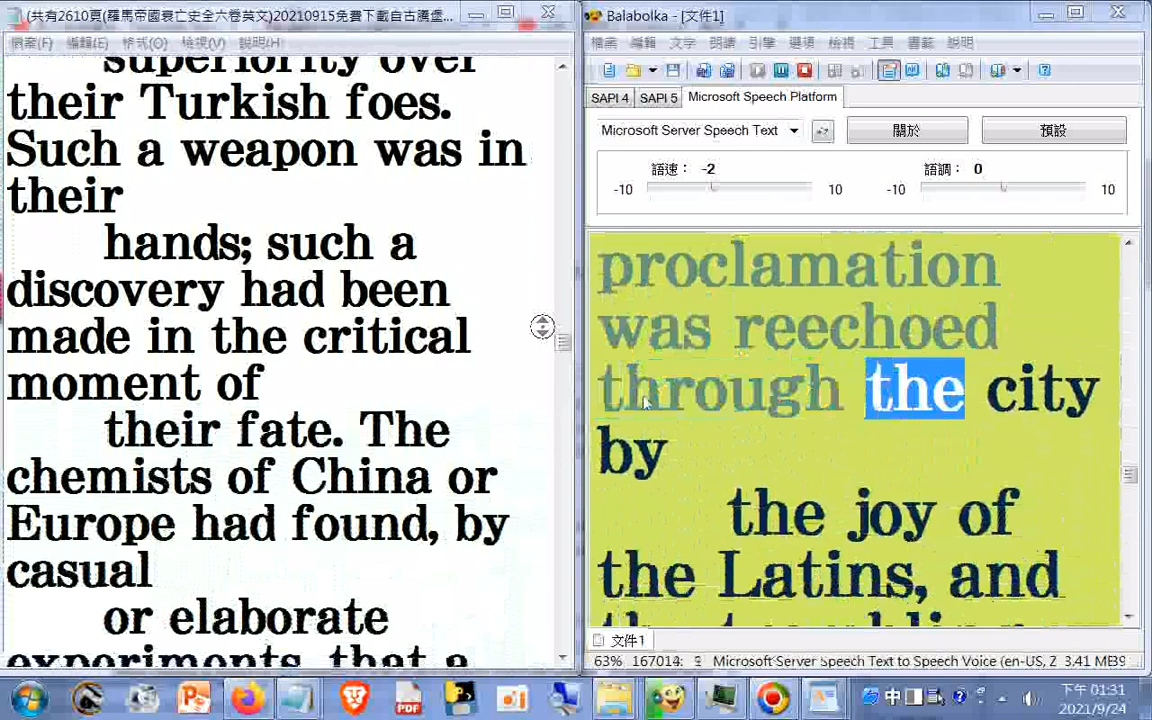 (共有2610頁(羅馬帝國衰亡史全六卷英文)20210915免費下載自古騰堡...
檔案(F) 編輯(E) 格式(O) 檢視(V) 說明(H)
superiority over
their Turkish foes.
Such a weapon was in
their
hands; such a
discovery had been
made in the critical
moment of
their fate. The
chemists of China or
Europe had found, by
casual
or elaborate
experiments, that a
Balabolka - [文件1]
檔案 編輯 文字 朗讀 引擎 選項 檢視 工具 書籤 說明
SAPI 4 SAPI 5 Microsoft Speech Platform
Microsoft Server Speech Text 關於 預設
語速： -2 語調： 0
-10 10 -10 10
proclamation
was reechoed
through the city
by
the joy of
the Latins, and
文件1
63% 167014: Microsoft Server Speech Text to Speech Voice (en-US, Z 3.41 MB
中
下午 01:31
2021/9/24